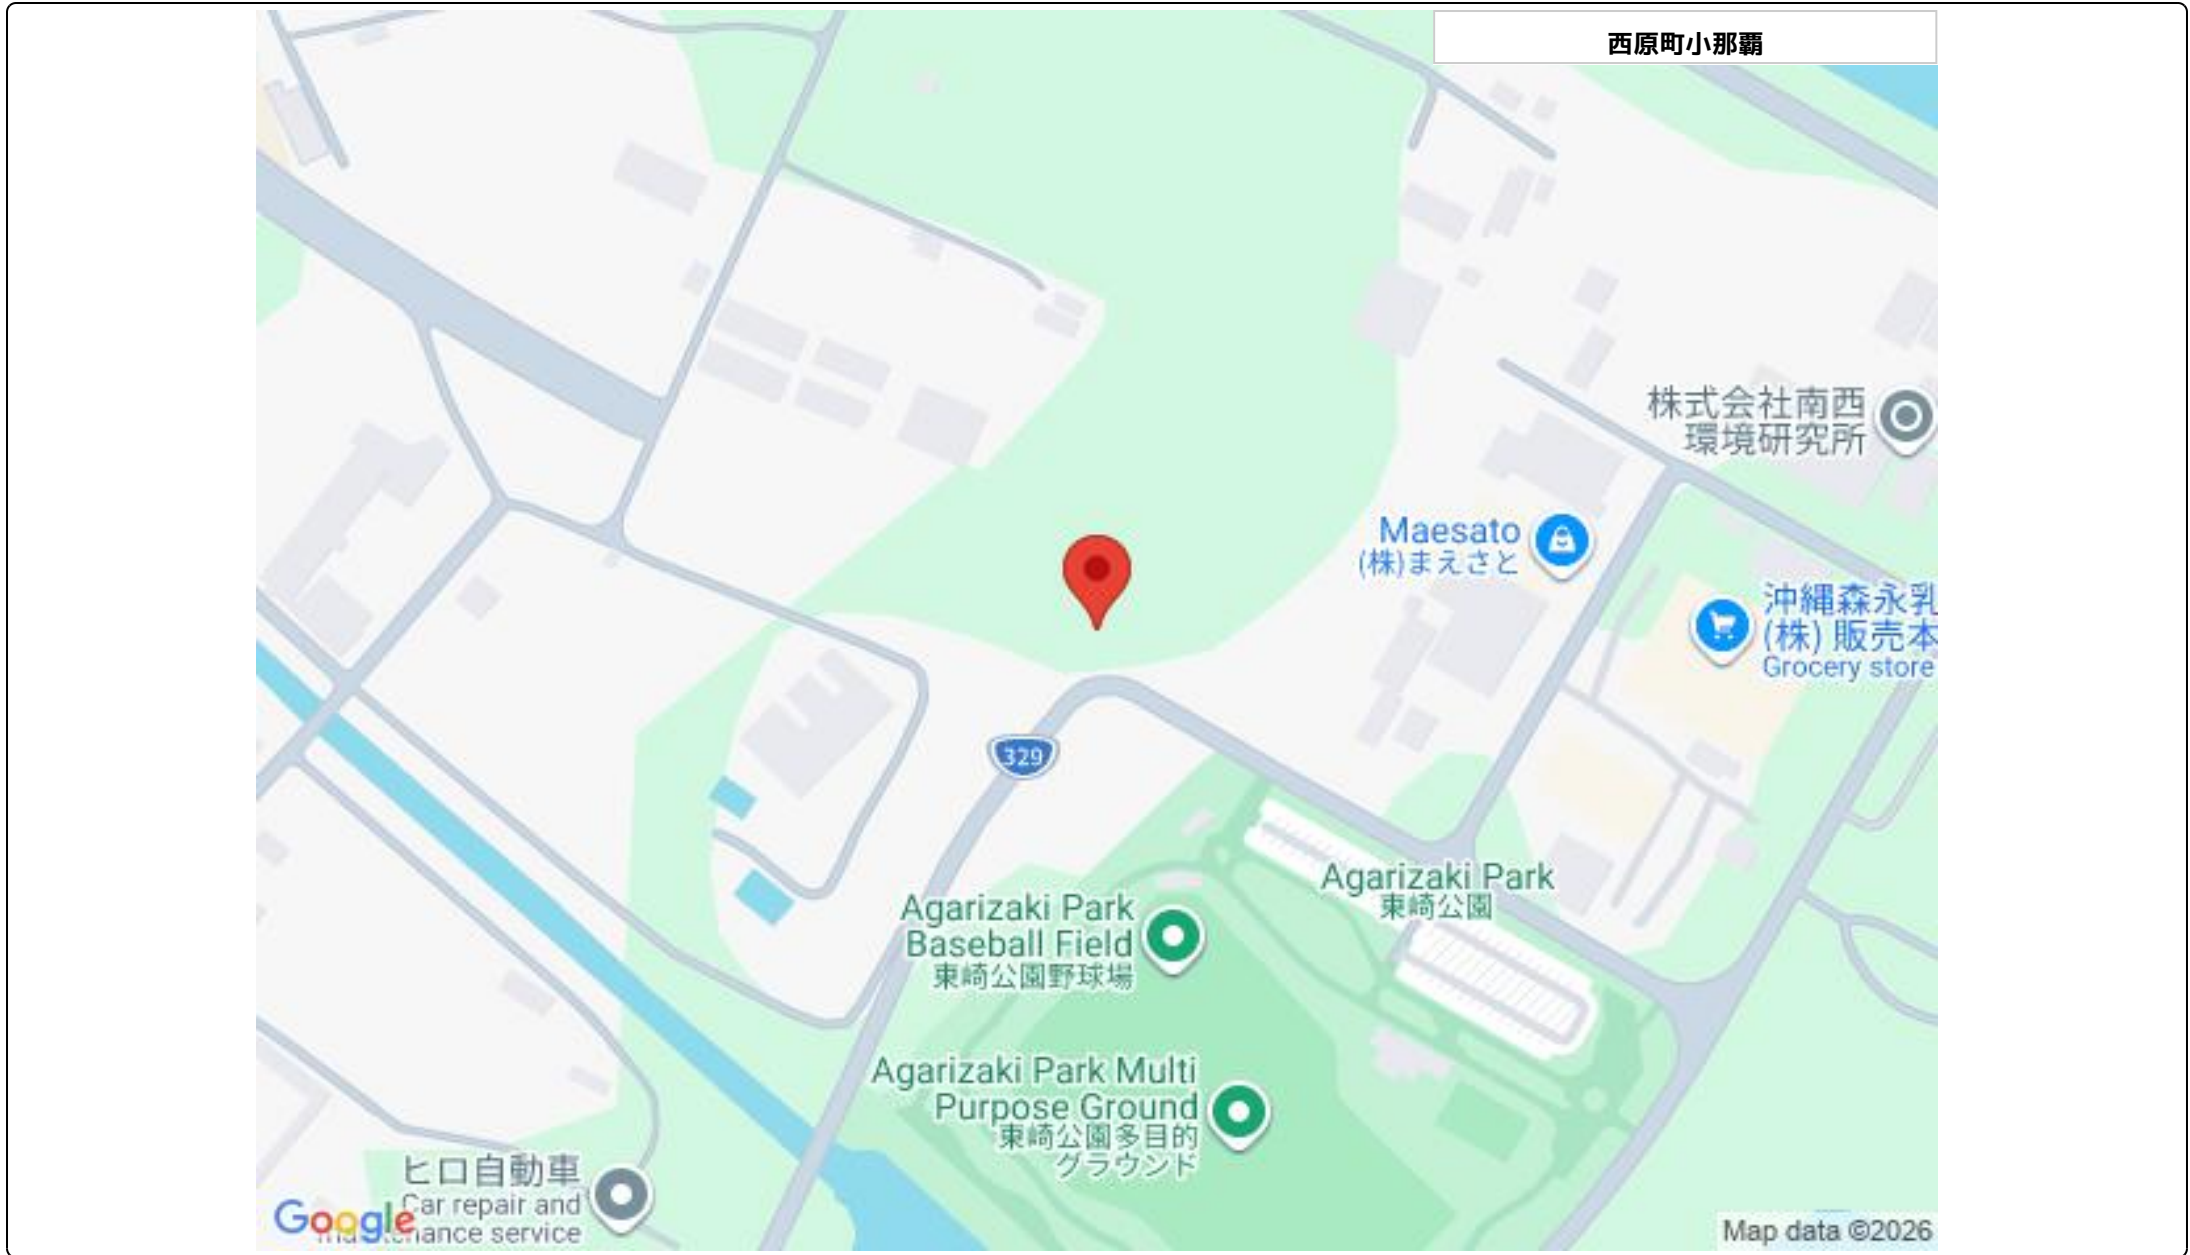 西原町小那覇
株式会社南西
環境研究所
Maesato
(株)まえさと
沖縄森永乳
(株) 販売本
Grocery store
329
Agarizaki Park
東崎公園
Agarizaki Park
Baseball Field
東崎公園野球場
Agarizaki Park Multi
Purpose Ground
東崎公園多目的
グラウンド
ヒロ自動車
Car repair and
nance service
Google
Map data ©2026